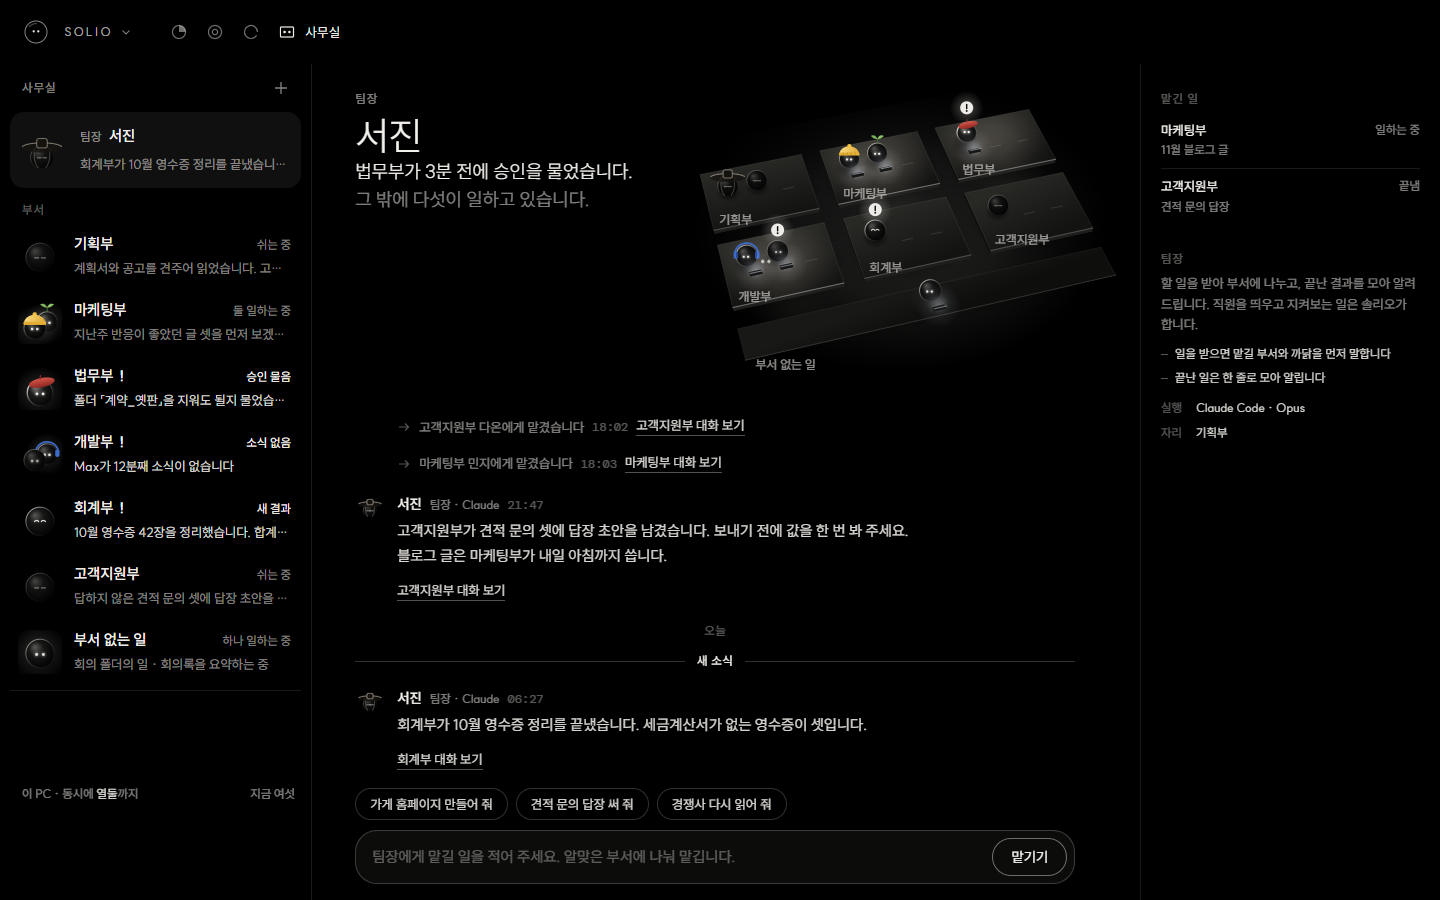 SOLIO
사무실
사무실
팀장 서진
회계부가 10월 영수증 정리를 끝냈습니…
부서
기획부 쉬는 중
계획서와 공고를 견주어 읽었습니다. 고…
마케팅부 둘 일하는 중
지난주 반응이 좋았던 글 셋을 먼저 보겠…
법무부 ! 승인 물음
폴더 「계약_옛판」을 지워도 될지 물었습…
개발부 ! 소식 없음
Max가 12분째 소식이 없습니다
회계부 ! 새 결과
10월 영수증 42장을 정리했습니다. 합계…
고객지원부 쉬는 중
답하지 않은 견적 문의 셋에 답장 초안을 …
부서 없는 일 하나 일하는 중
회의 폴더의 일 · 회의록을 요약하는 중
이 PC · 동시에 열둘까지 지금 여섯
팀장
서진
법무부가 3분 전에 승인을 물었습니다.
그 밖에 다섯이 일하고 있습니다.
!
법무부
마케팅부
기획부
!
!
고객지원부
회계부
개발부
부서 없는 일
→ 고객지원부 다온에게 맡겼습니다 18:02 고객지원부 대화 보기
→ 마케팅부 민지에게 맡겼습니다 18:03 마케팅부 대화 보기
서진 팀장 · Claude 21:47
고객지원부가 견적 문의 셋에 답장 초안을 남겼습니다. 보내기 전에 값을 한 번 봐 주세요.
블로그 글은 마케팅부가 내일 아침까지 씁니다.
고객지원부 대화 보기
오늘
새 소식
서진 팀장 · Claude 06:27
회계부가 10월 영수증 정리를 끝냈습니다. 세금계산서가 없는 영수증이 셋입니다.
회계부 대화 보기
가게 홈페이지 만들어 줘
견적 문의 답장 써 줘
경쟁사 다시 읽어 줘
팀장에게 맡길 일을 적어 주세요. 알맞은 부서에 나눠 맡깁니다.
맡기기
맡긴 일
마케팅부 일하는 중
11월 블로그 글
고객지원부 끝냄
견적 문의 답장
팀장
할 일을 받아 부서에 나누고, 끝난 결과를 모아 알려
드립니다. 직원을 띄우고 지켜보는 일은 솔리오가
합니다.
– 일을 받으면 맡길 부서와 까닭을 먼저 말합니다
– 끝난 일은 한 줄로 모아 알립니다
실행 Claude Code · Opus
자리 기획부